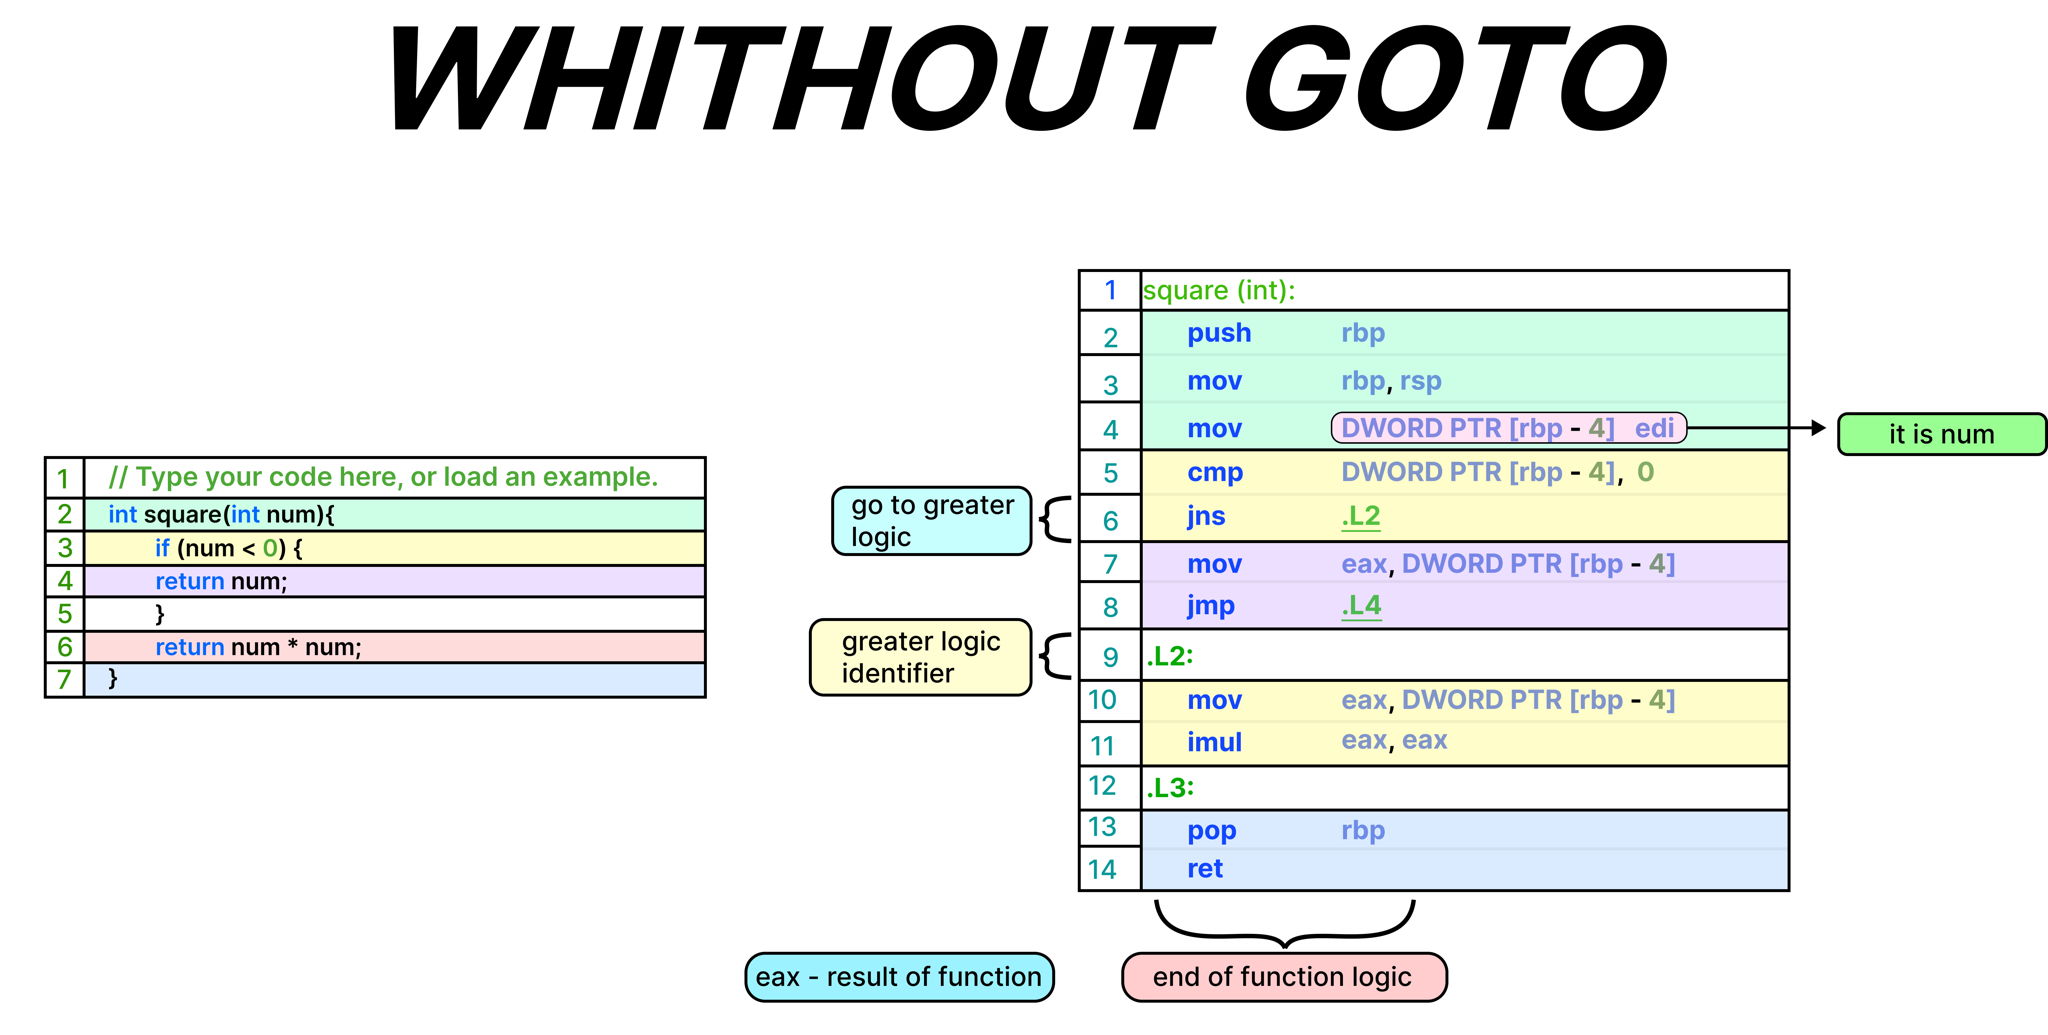 WHITHOUT GOTO
1 // Type your code here, or load an example.
2 int square(int num){
3 if (num < 0) {
4 return num;
5 }
6 return num * num;
7 }
go to greater
logic
greater logic
identifier
1 square (int):
2 push rbp
3 mov rbp, rsp
4 mov DWORD PTR [rbp - 4] edi
it is num
5 cmp DWORD PTR [rbp - 4], 0
6 jns .L2
7 mov eax, DWORD PTR [rbp - 4]
8 jmp .L4
9 .L2:
10 mov eax, DWORD PTR [rbp - 4]
11 imul eax, eax
12 .L3:
13 pop rbp
14 ret
eax - result of function
end of function logic